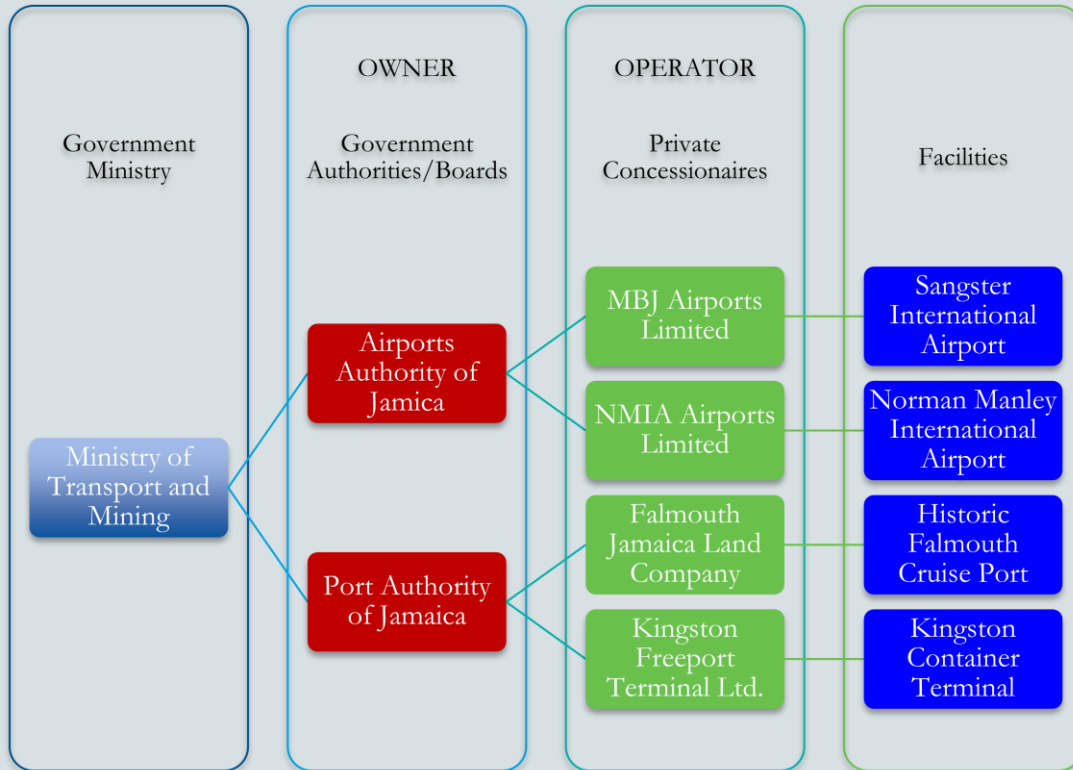 OWNER
OPERATOR
Government
Ministry
Government
Authorities/Boards
Private
Concessionaires
Facilities
Ministry of
Transport and
Mining
Airports
Authority of
Jamica
Port Authority
of Jamaica
MBJ Airports
Limited
NMIA Airports
Limited
Falmouth
Jamaica Land
Company
Kingston
Freeport
Terminal Ltd.
Sangster
International
Airport
Norman Manley
International
Airport
Historic
Falmouth
Cruise Port
Kingston
Container
Terminal